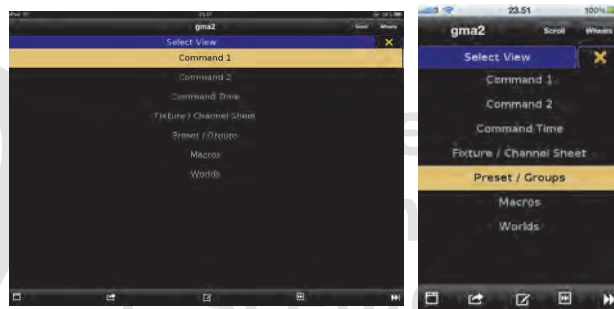 iPad
gma2
Scroll Wheels
Select View
Command 1
Command 2
Command Time
Fixture / Channel Sheet
Preset / Groups
Macros
Worlds
23.51 100%
gma2 Scroll Wheels
Select View
Command 1
Command 2
Command Time
Fixture / Channel Sheet
Preset / Groups
Macros
Worlds